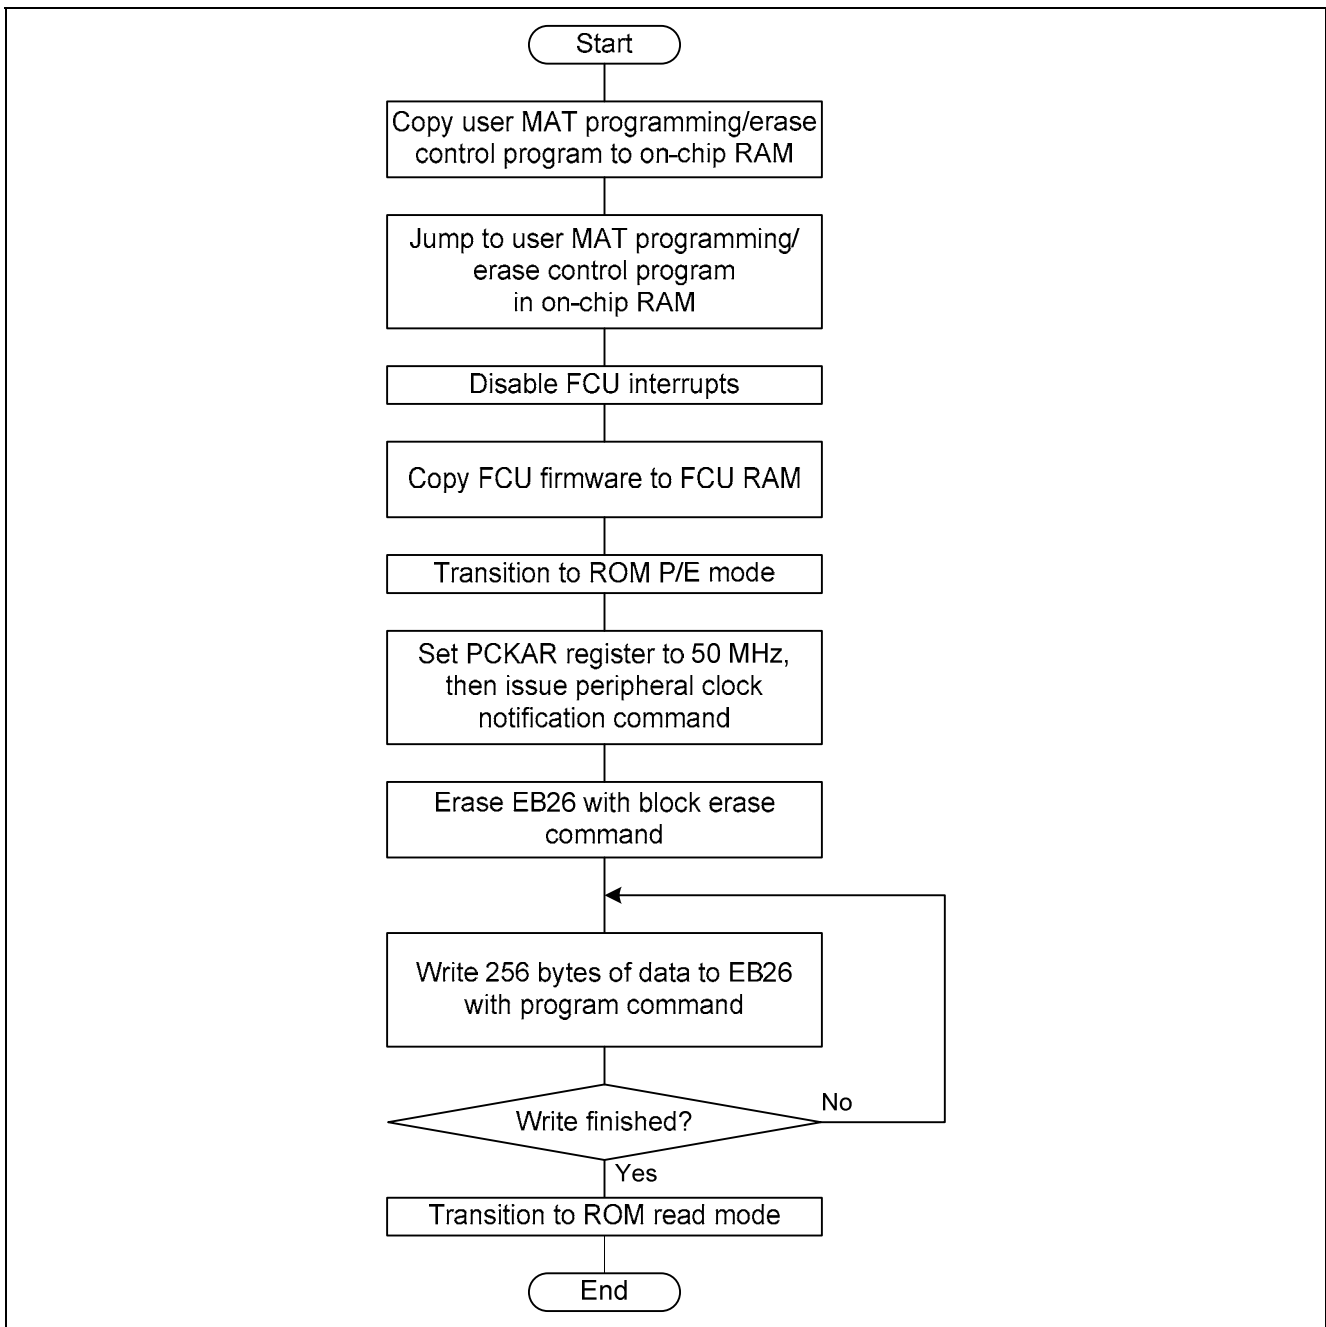 Start
Copy user MAT programming/erase
control program to on-chip RAM
Jump to user MAT programming/
erase control program
in on-chip RAM
Disable FCU interrupts
Copy FCU firmware to FCU RAM
Transition to ROM P/E mode
Set PCKAR register to 50 MHz,
then issue peripheral clock
notification command
Erase EB26 with block erase
command
Write 256 bytes of data to EB26
with program command
Write finished?
No
Yes
Transition to ROM read mode
End